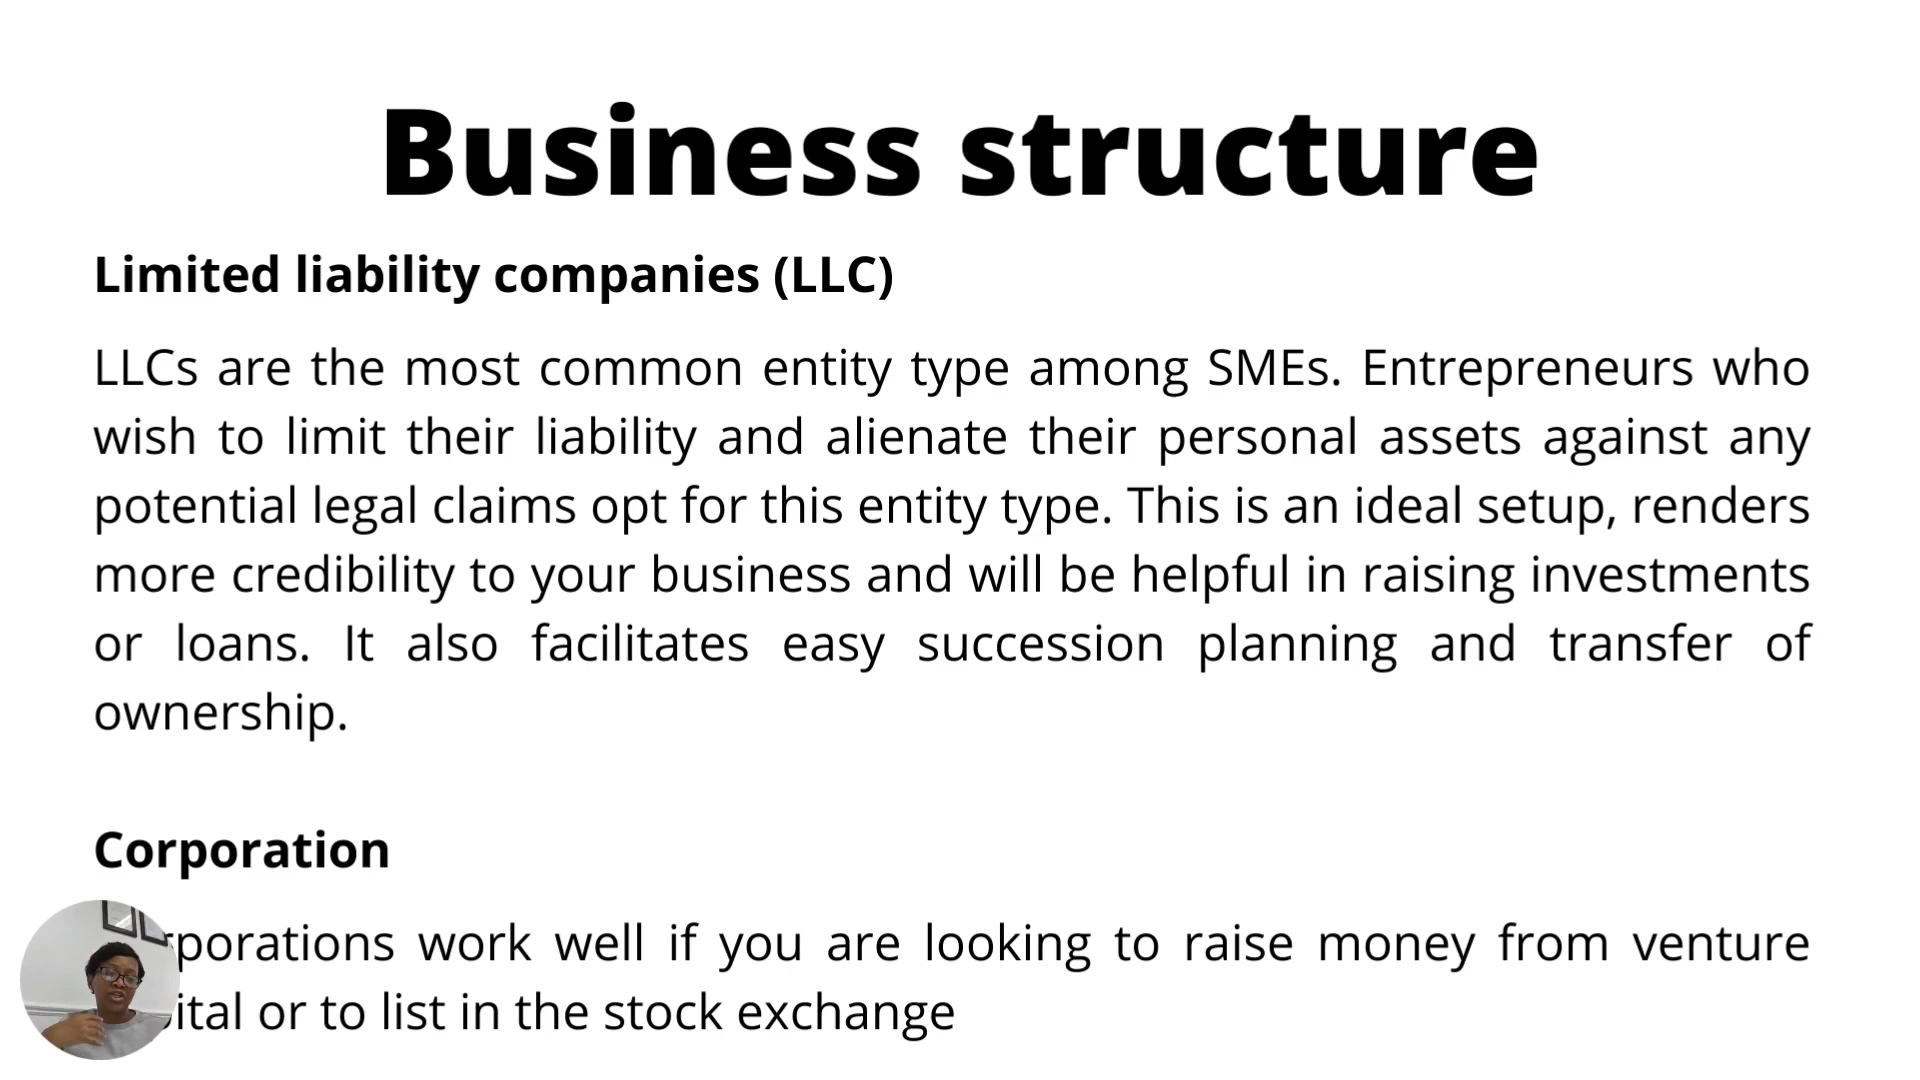 Business structure
Limited liability companies (LLC)
LLCs are the most common entity type among SMEs. Entrepreneurs who
wish to limit their liability and alienate their personal assets against any
potential legal claims opt for this entity type. This is an ideal setup, renders
more credibility to your business and will be helpful in raising investments
or loans. It also facilitates easy succession planning and transfer of
ownership.
Corporation
work well if you are looking to raise money from venture
or to list in the stock exchange